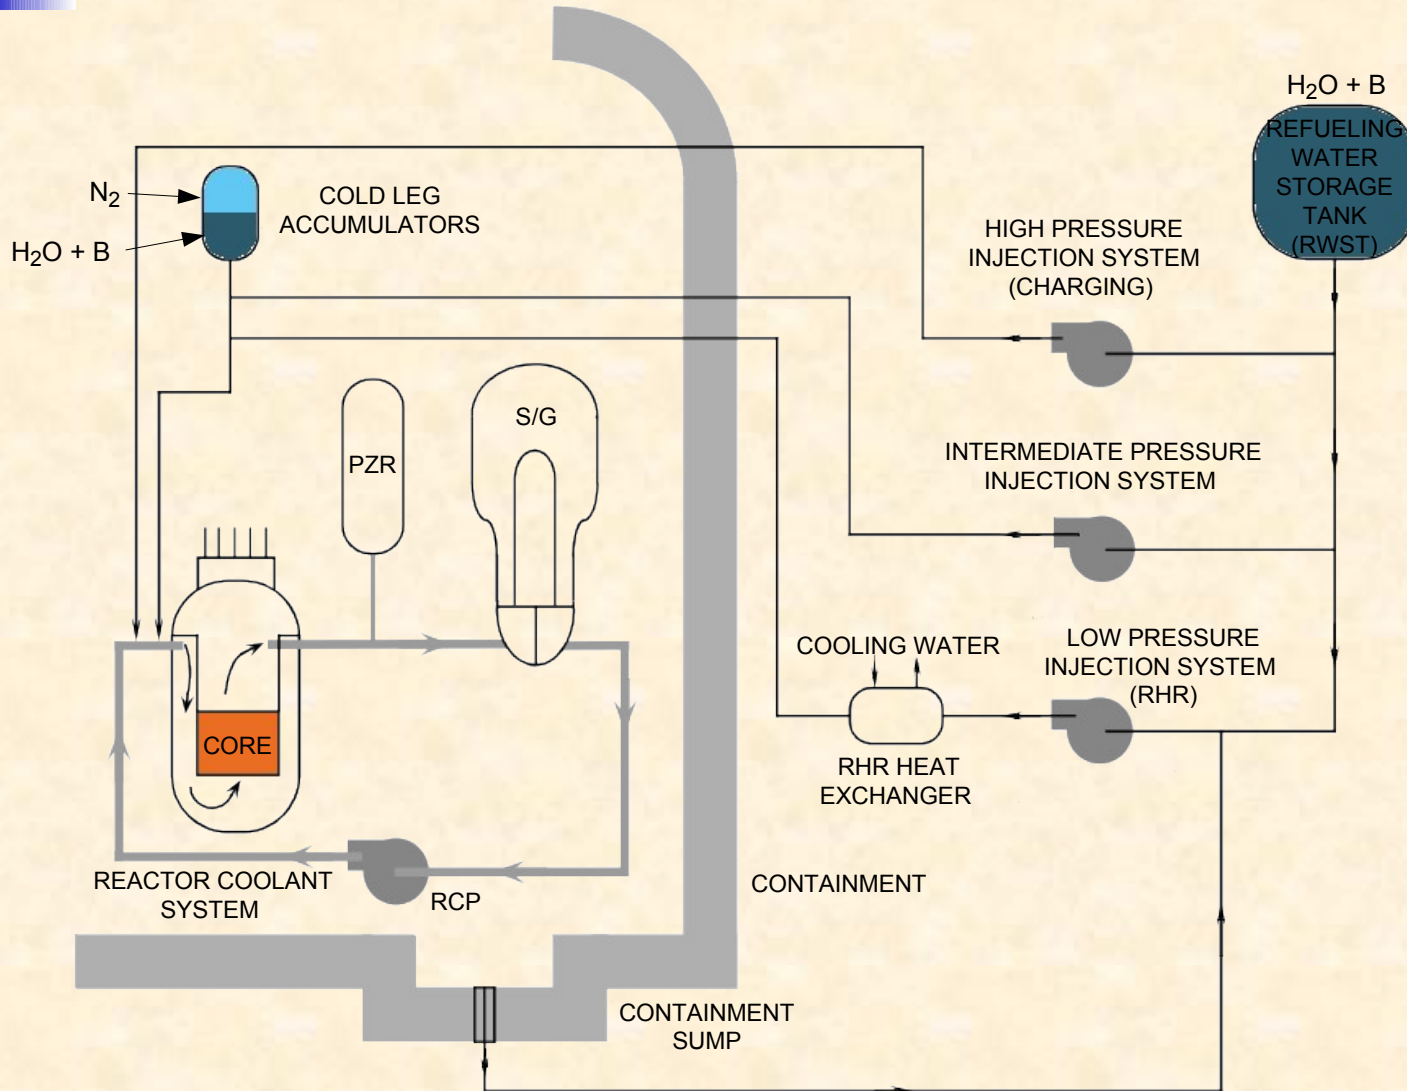 H₂O + B
REFUELING
WATER
STORAGE
TANK
(RWST)
N₂
H₂O + B
COLD LEG
ACCUMULATORS
HIGH PRESSURE
INJECTION SYSTEM
(CHARGING)
S/G
PZR
INTERMEDIATE PRESSURE
INJECTION SYSTEM
COOLING WATER
LOW PRESSURE
INJECTION SYSTEM
(RHR)
CORE
RHR HEAT
EXCHANGER
REACTOR COOLANT
SYSTEM
RCP
CONTAINMENT
CONTAINMENT
SUMP